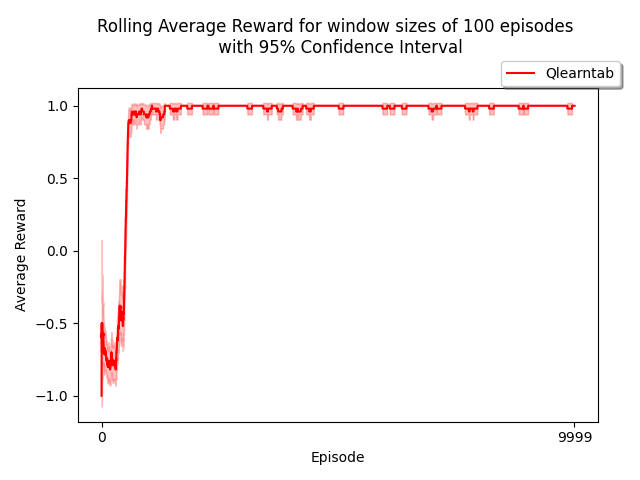 Rolling Average Reward for window sizes of 100 episodes
with 95% Confidence Interval
Qlearntab
1.0
0.5
0.0
−0.5
−1.0
Average Reward
0
9999
Episode